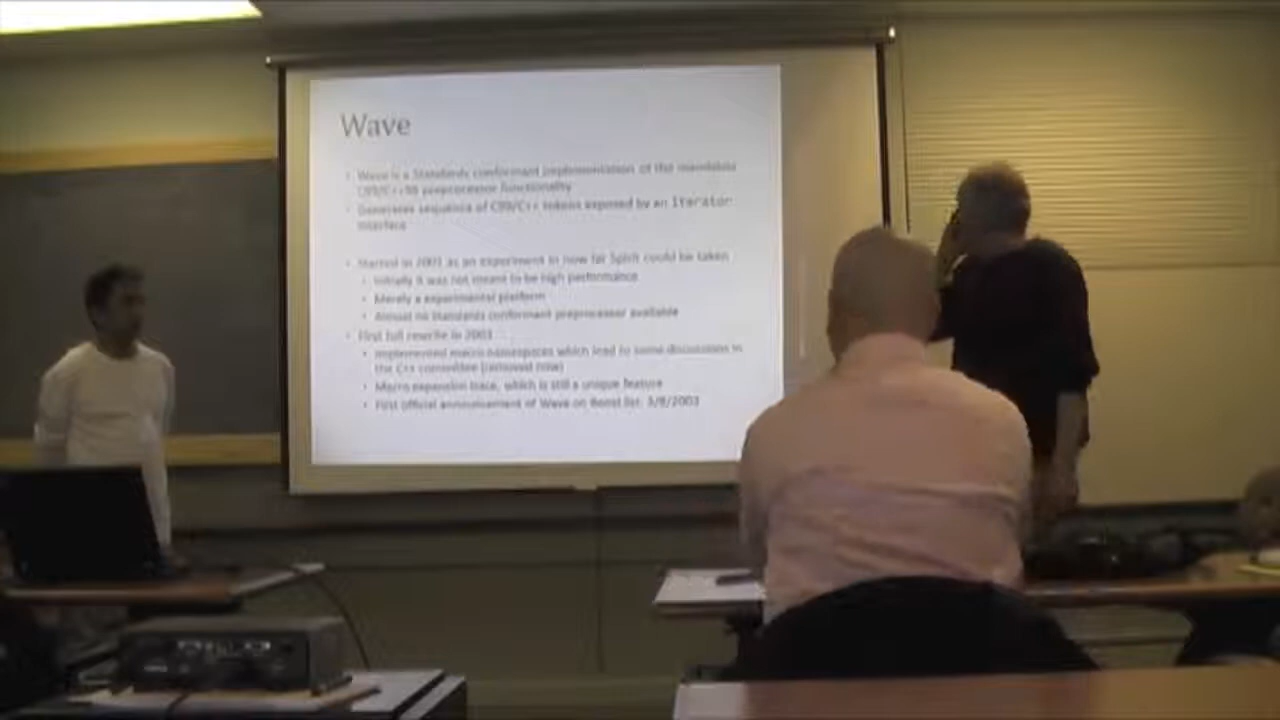 Wave
Wave is a Standards conformant implementation of the mandated
C99/C++98 preprocessor functionality
Generates sequence of C99/C++ tokens exposed by an Iterator
interface
Started in 2001 as an experiment in how far Spirit could be taken
Initially it was not meant to be high performance
Merely a experimental platform
Almost no Standards conformant preprocessor available
First full rewrite in 2003
Implemented macro namespaces which lead to some discussions in
the C++ committee (removed now)
Macro expansion trace, which is still a unique feature
First official announcement of Wave on Boost list: 3/8/2003